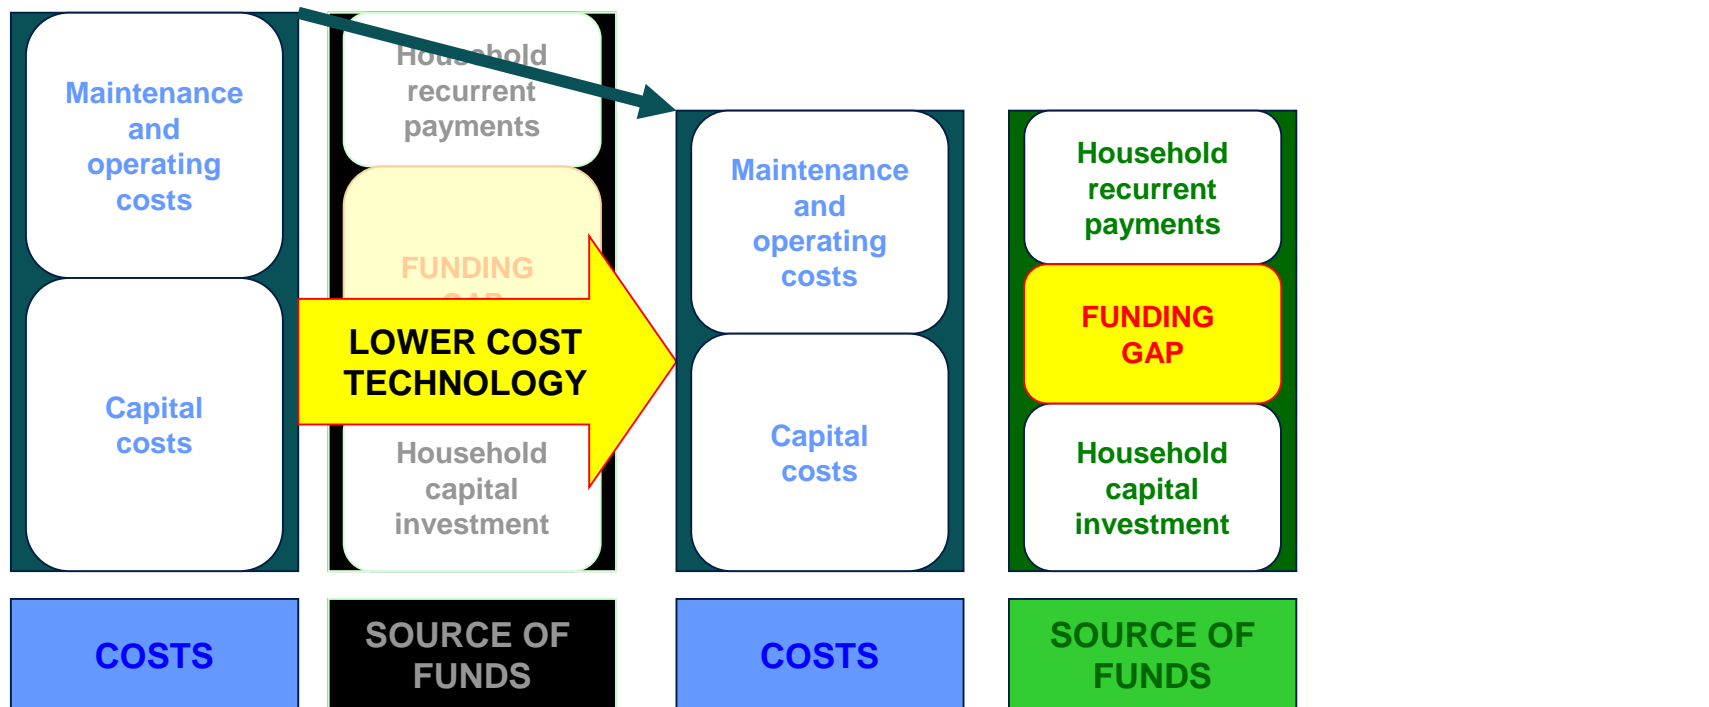 Maintenance
and
operating
costs
Capital
costs
COSTS
Household
recurrent
payments
FUNDING
GAP
LOWER COST
TECHNOLOGY
Household
capital
investment
SOURCE OF
FUNDS
Maintenance
and
operating
costs
Capital
costs
COSTS
Household
recurrent
payments
FUNDING
GAP
Household
capital
investment
SOURCE OF
FUNDS